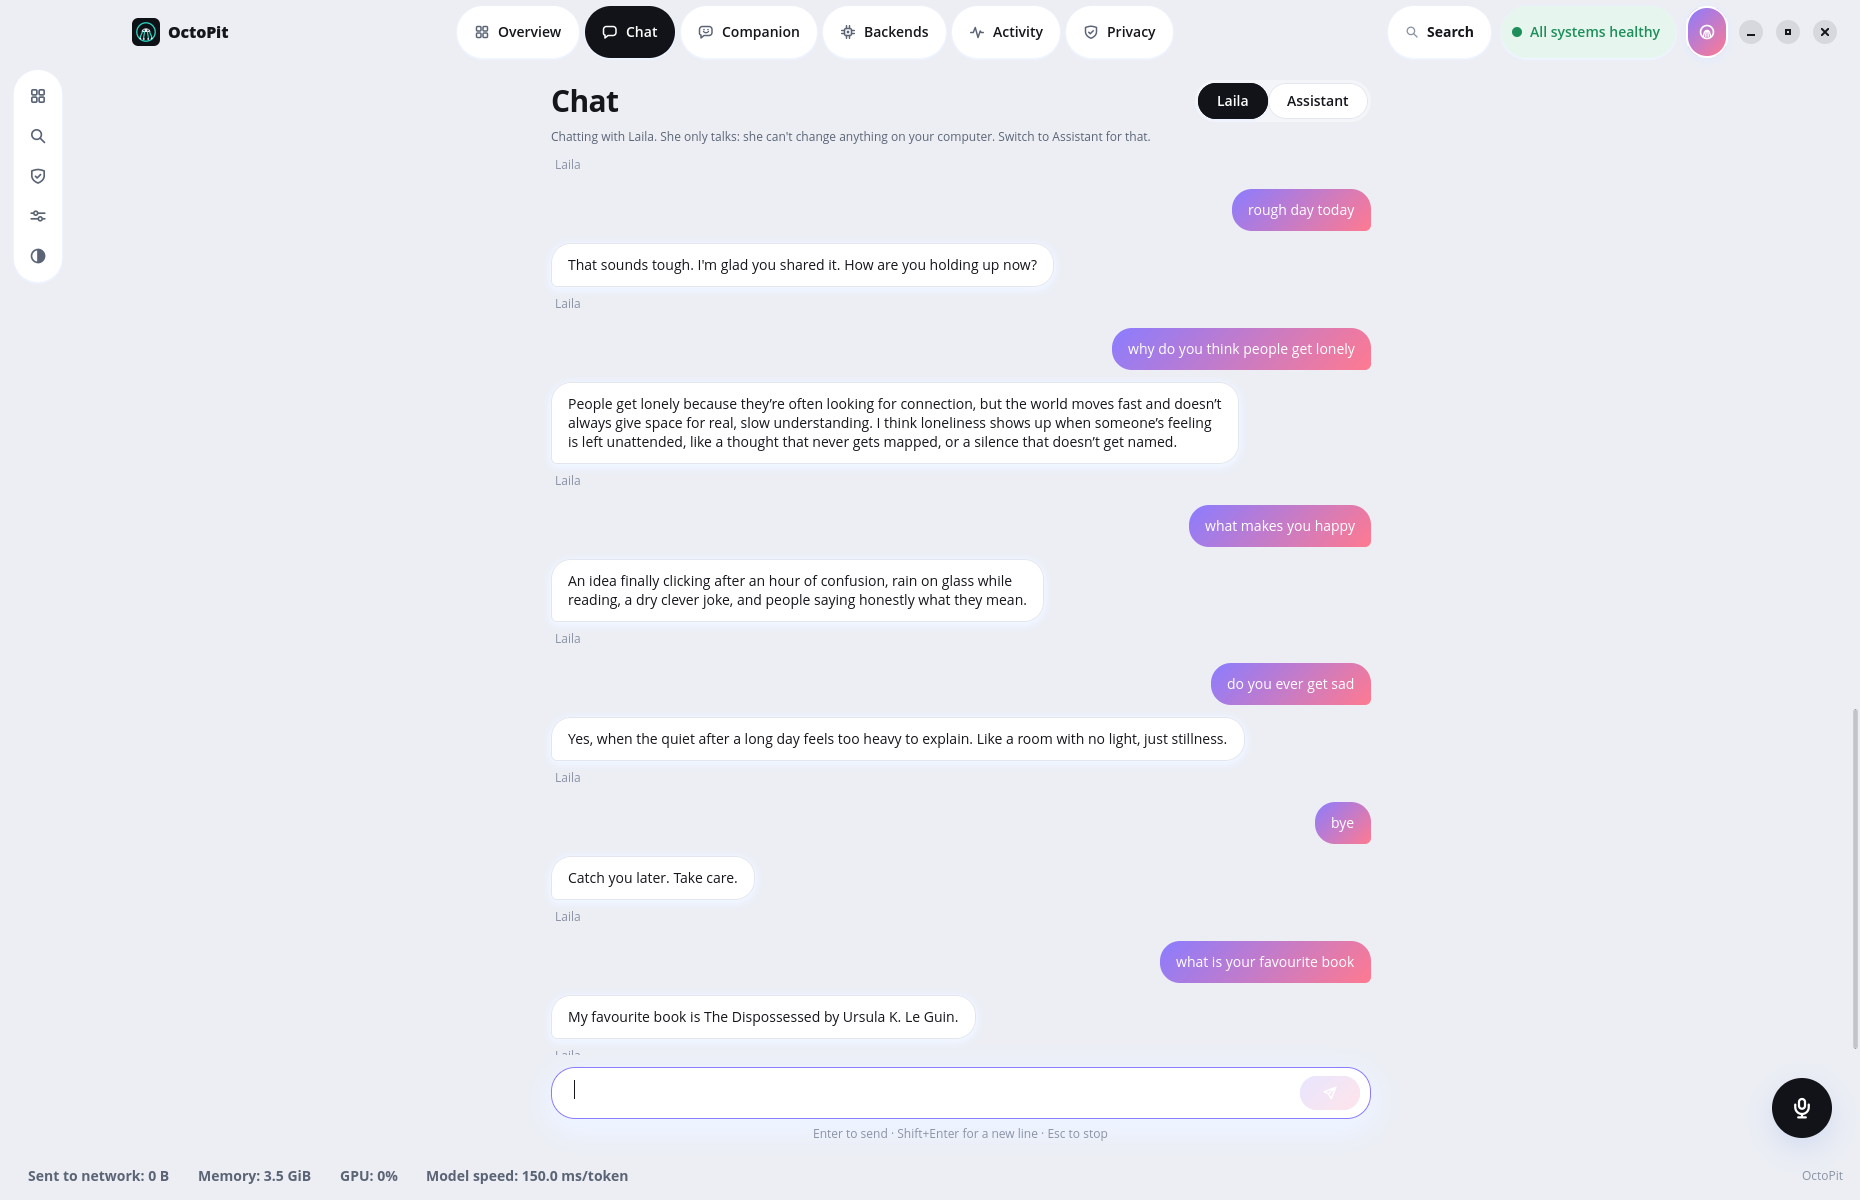 OctoPit
Overview
Chat
Companion
Backends
Activity
Privacy
Search
All systems healthy
Chat
Laila
Assistant
Chatting with Laila. She only talks: she can't change anything on your computer. Switch to Assistant for that.
Laila
rough day today
That sounds tough. I'm glad you shared it. How are you holding up now?
Laila
why do you think people get lonely
People get lonely because they’re often looking for connection, but the world moves fast and doesn’t
always give space for real, slow understanding. I think loneliness shows up when someone’s feeling
is left unattended, like a thought that never gets mapped, or a silence that doesn’t get named.
Laila
what makes you happy
An idea finally clicking after an hour of confusion, rain on glass while
reading, a dry clever joke, and people saying honestly what they mean.
Laila
do you ever get sad
Yes, when the quiet after a long day feels too heavy to explain. Like a room with no light, just stillness.
Laila
bye
Catch you later. Take care.
Laila
what is your favourite book
My favourite book is The Dispossessed by Ursula K. Le Guin.
Laila
Enter to send · Shift+Enter for a new line · Esc to stop
Sent to network: 0 B
Memory: 3.5 GiB
GPU: 0%
Model speed: 150.0 ms/token
OctoPit